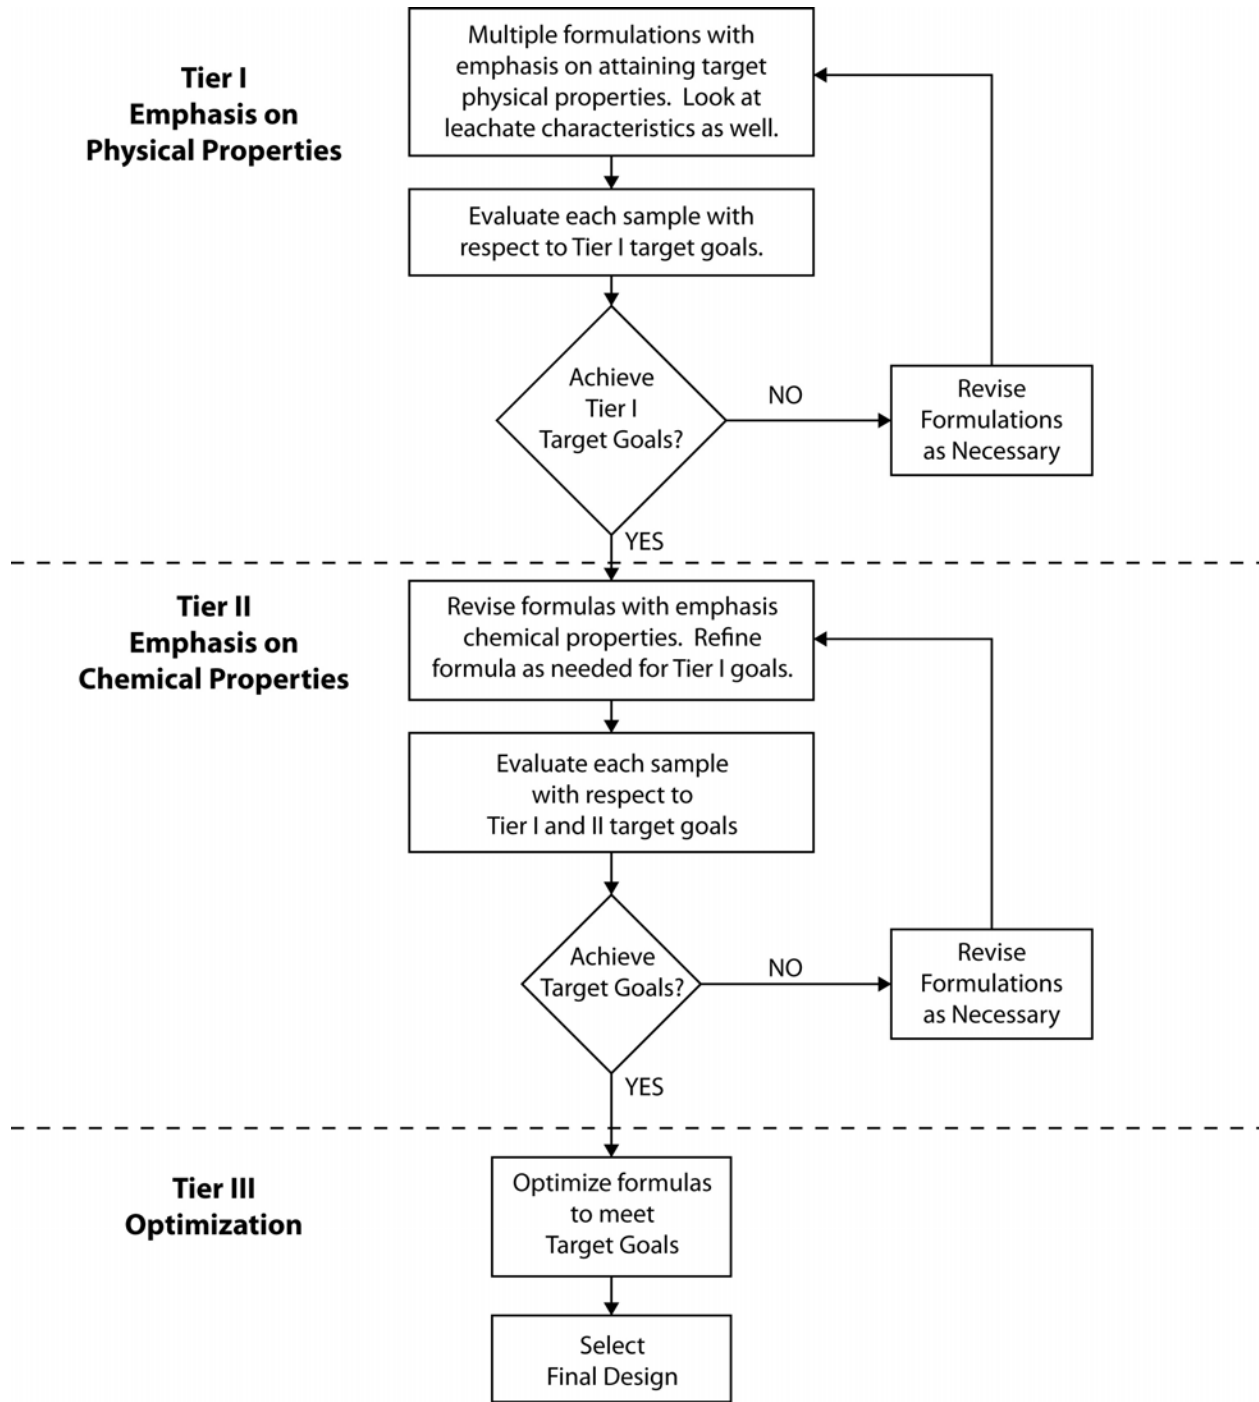 Tier I
Emphasis on
Physical Properties
Multiple formulations with
emphasis on attaining target
physical properties.  Look at
leachate characteristics as well.
Evaluate each sample with
respect to Tier I target goals.
Achieve
Tier I
Target Goals?
NO
Revise
Formulations
as Necessary
YES
Tier II
Emphasis on
Chemical Properties
Revise formulas with emphasis
chemical properties.  Refine
formula as needed for Tier I goals.
Evaluate each sample
with respect to
Tier I and II target goals
Achieve
Target Goals?
NO
Revise
Formulations
as Necessary
YES
Tier III
Optimization
Optimize formulas
to meet
Target Goals
Select
Final Design